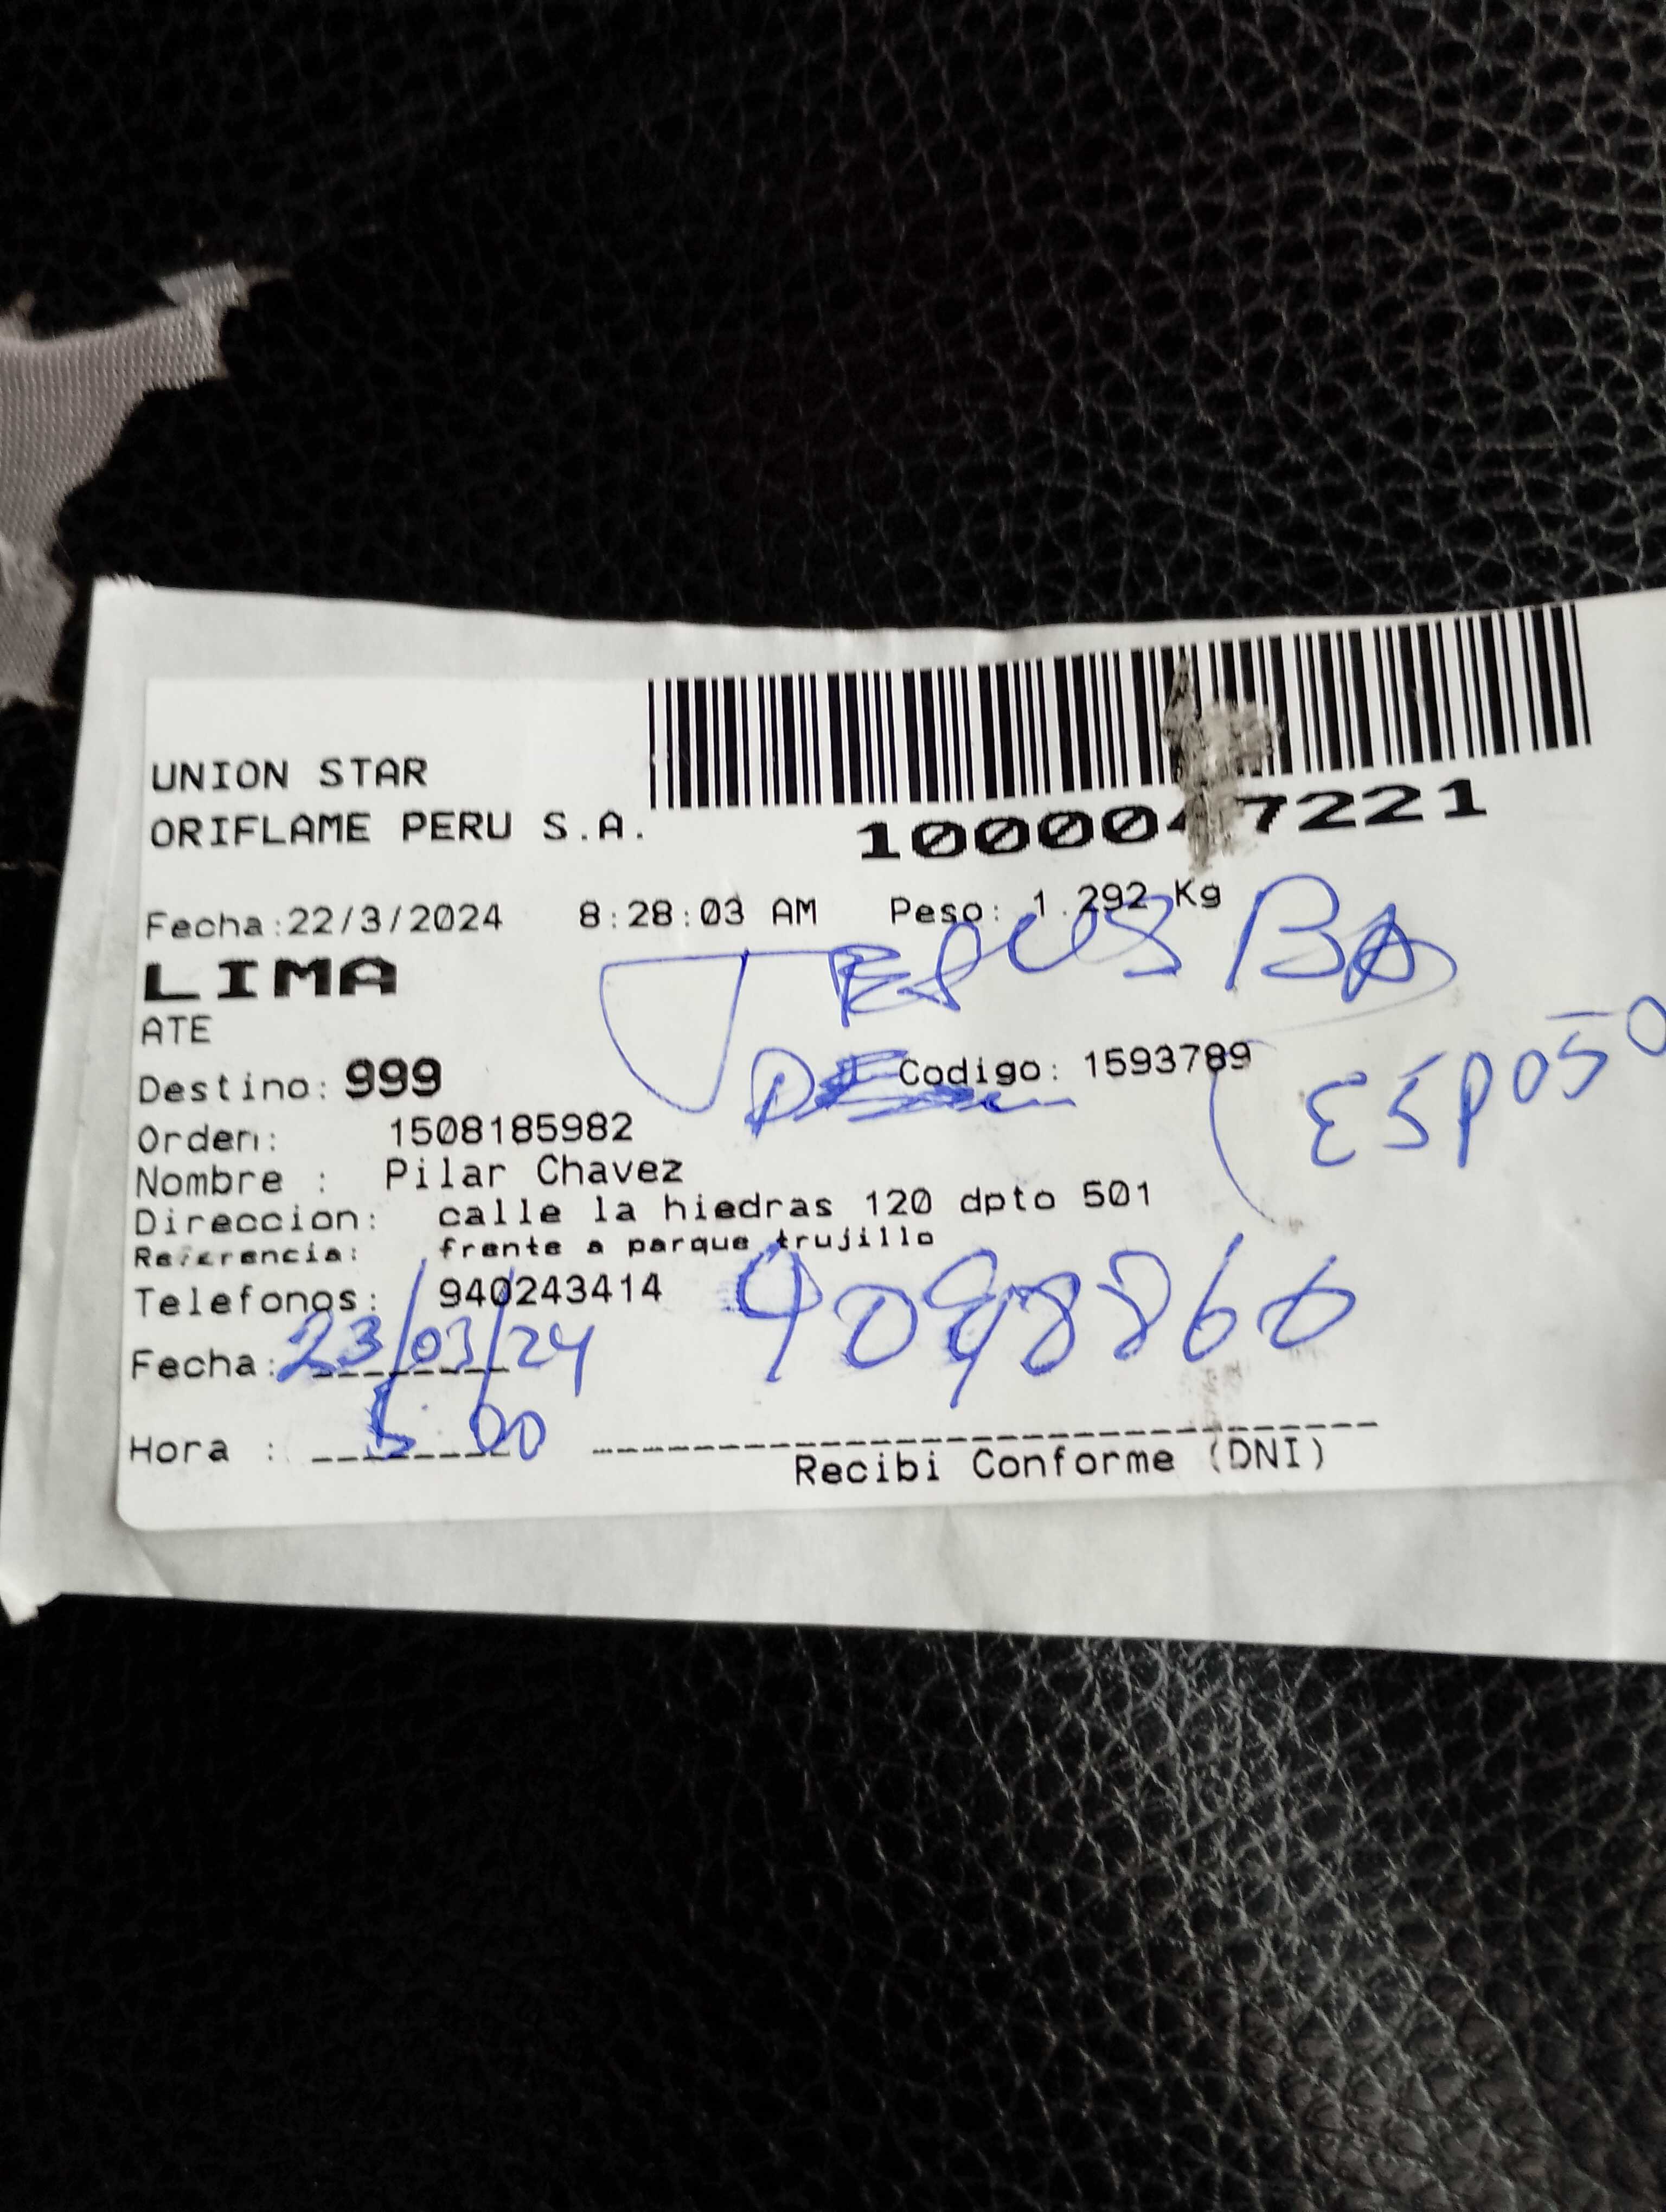 UNION STAR
ORIFLAME PERU S.A.
10000 7221
Fecha:22/3/2024 8:28:03 AM Peso: 1.292 Kg
LIMA
ATE
Destino: 999 Codigo: 1593789
ESPOSO
Orden: 1508185982
Nombre : Pilar Chavez
Direccion: calle la hiedras 120 dpto 501
Referencia: frente a parque trujillo
Telefonos: 940243414
Fecha: 23/03/24
Hora : 00
Recibi Conforme (DNI)